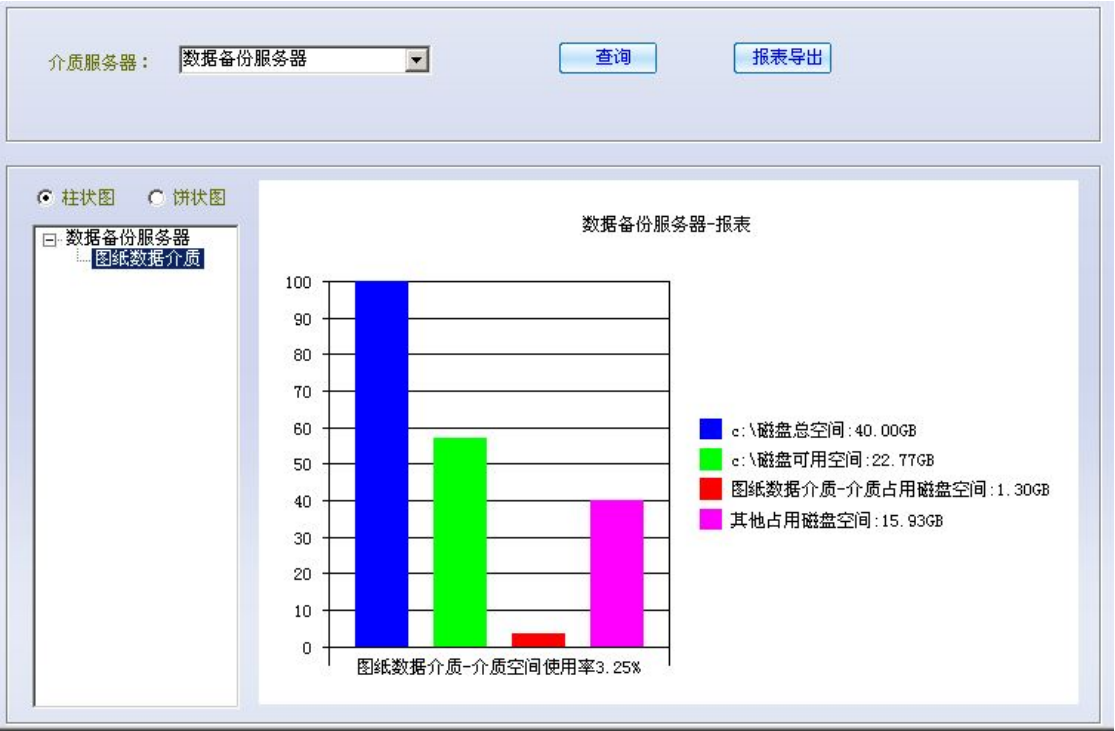 介质服务器： 数据备份服务器 查询 报表导出
柱状图 饼状图
数据备份服务器
图纸数据介质
数据备份服务器-报表
100
90
80
70
60
50
40
30
20
10
0
图纸数据介质-介质空间使用率3.25%
c:\磁盘总空间:40.00GB
c:\磁盘可用空间:22.77GB
图纸数据介质-介质占用磁盘空间:1.30GB
其他占用磁盘空间:15.93GB